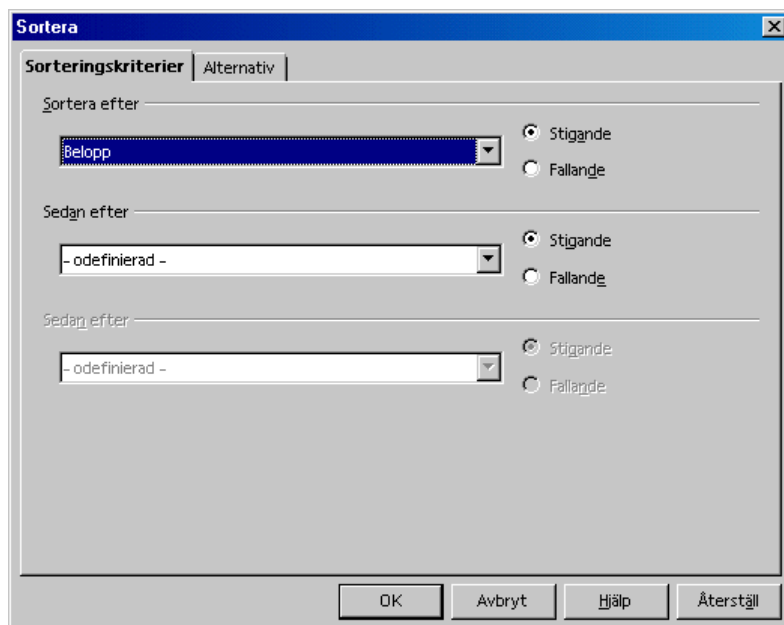 Sortera
Sorteringskriterier Alternativ
Sortera efter
Belopp
Stigande
Fallande
Sedan efter
- odefinierad -
Stigande
Fallande
Sedan efter
- odefinierad -
Stigande
Fallande
OK Avbryt Hjälp Återställ